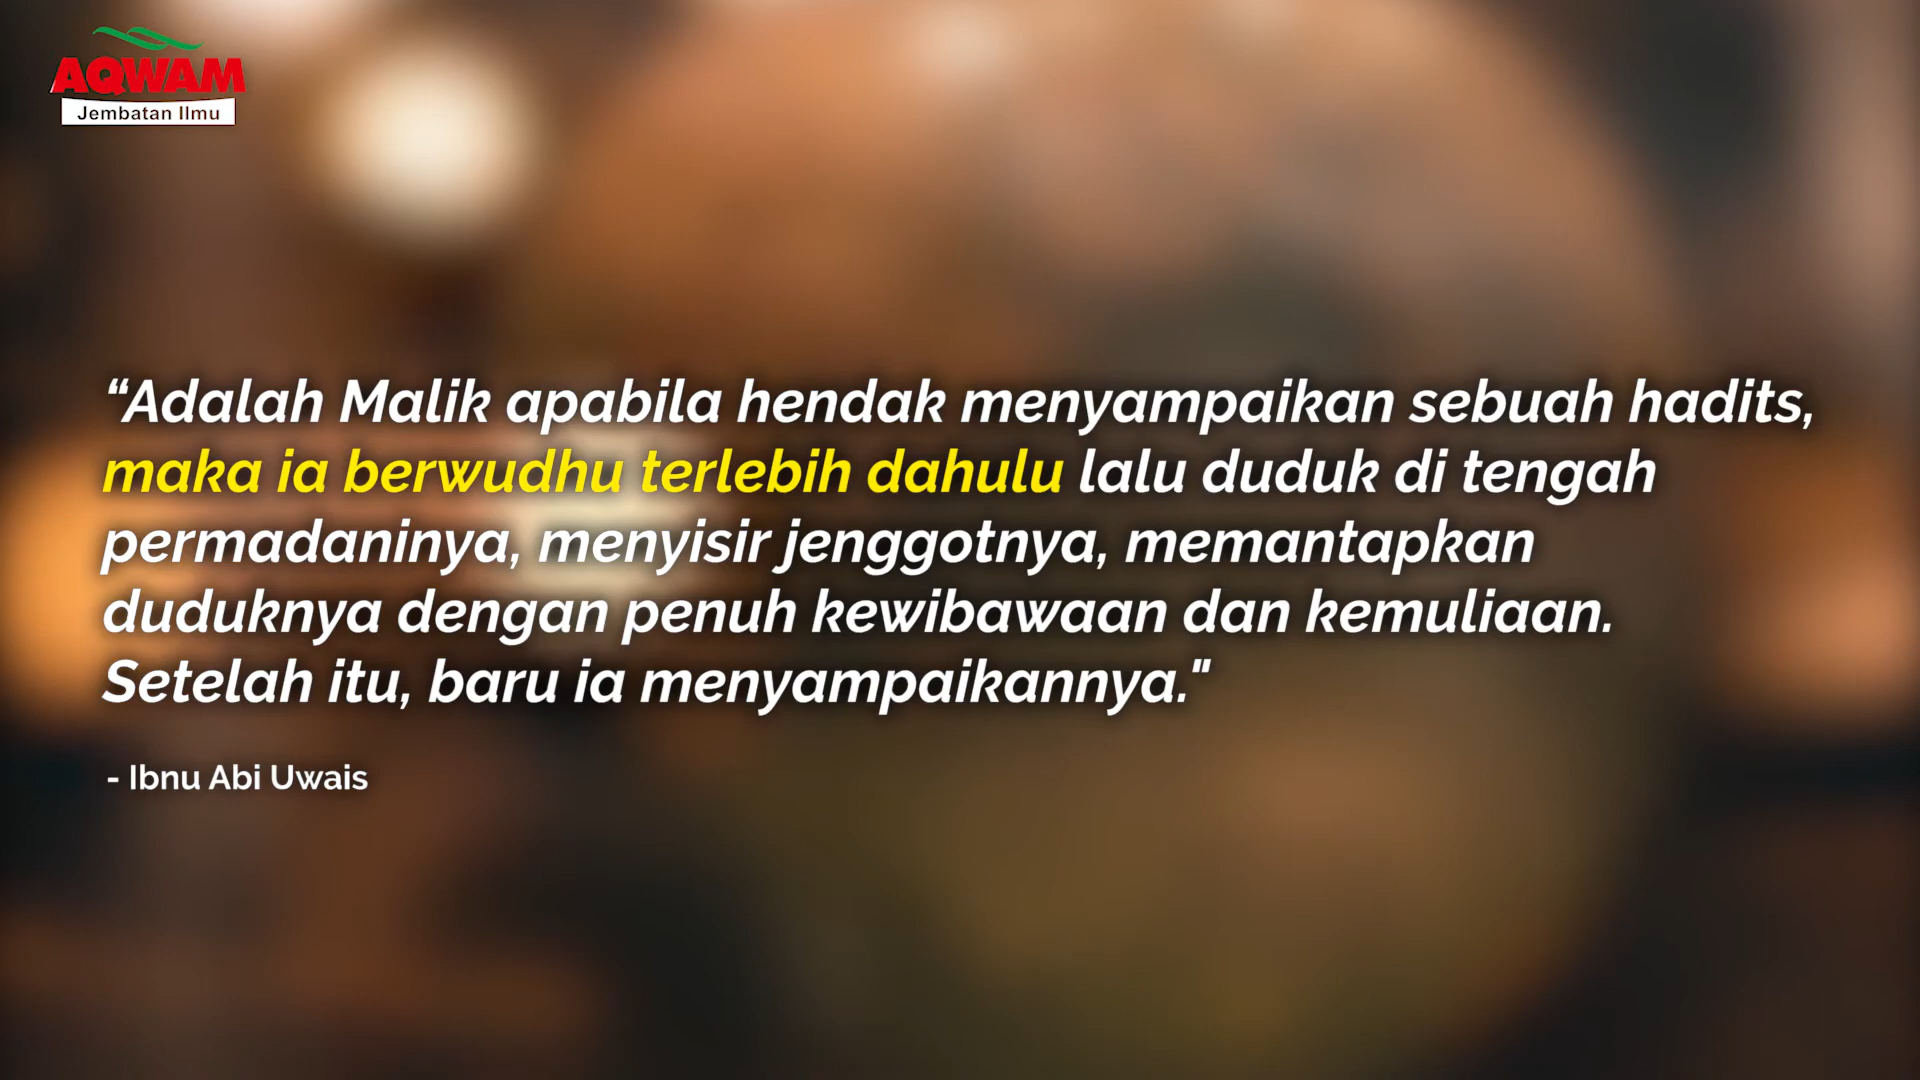 AQWAM
Jembatan Ilmu
“Adalah Malik apabila hendak menyampaikan sebuah hadits,
maka ia berwudhu terlebih dahulu lalu duduk di tengah
permadaninya, menyisir jenggotnya, memantapkan
duduknya dengan penuh kewibawaan dan kemuliaan.
Setelah itu, baru ia menyampaikannya."
- Ibnu Abi Uwais